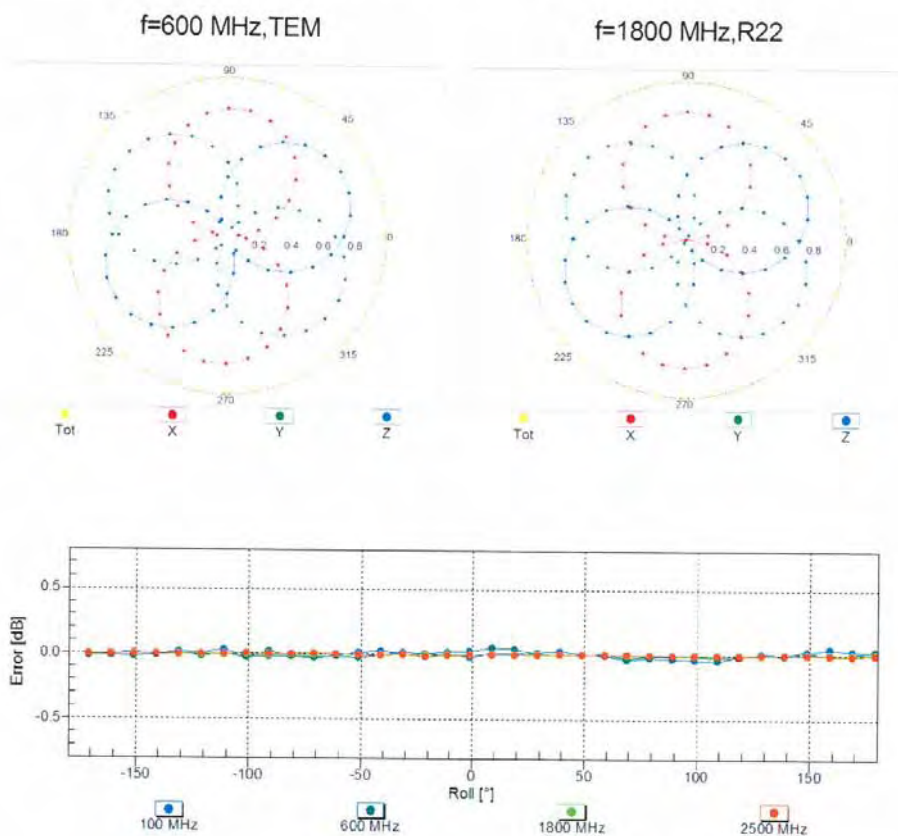 f=600 MHz,TEM
f=1800 MHz,R22
90
135
45
180
0.2 0.4 0.6 0.8
0
225
315
270
Tot X Y Z
90
135
45
180
0.2 0.4 0.6 0.8
0
225
315
270
Tot X Y Z
Error [dB]
0.5
0.0
-0.5
-150 -100 -50 0 50 100 150
Roll [°]
100 MHz 600 MHz 1800 MHz 2500 MHz